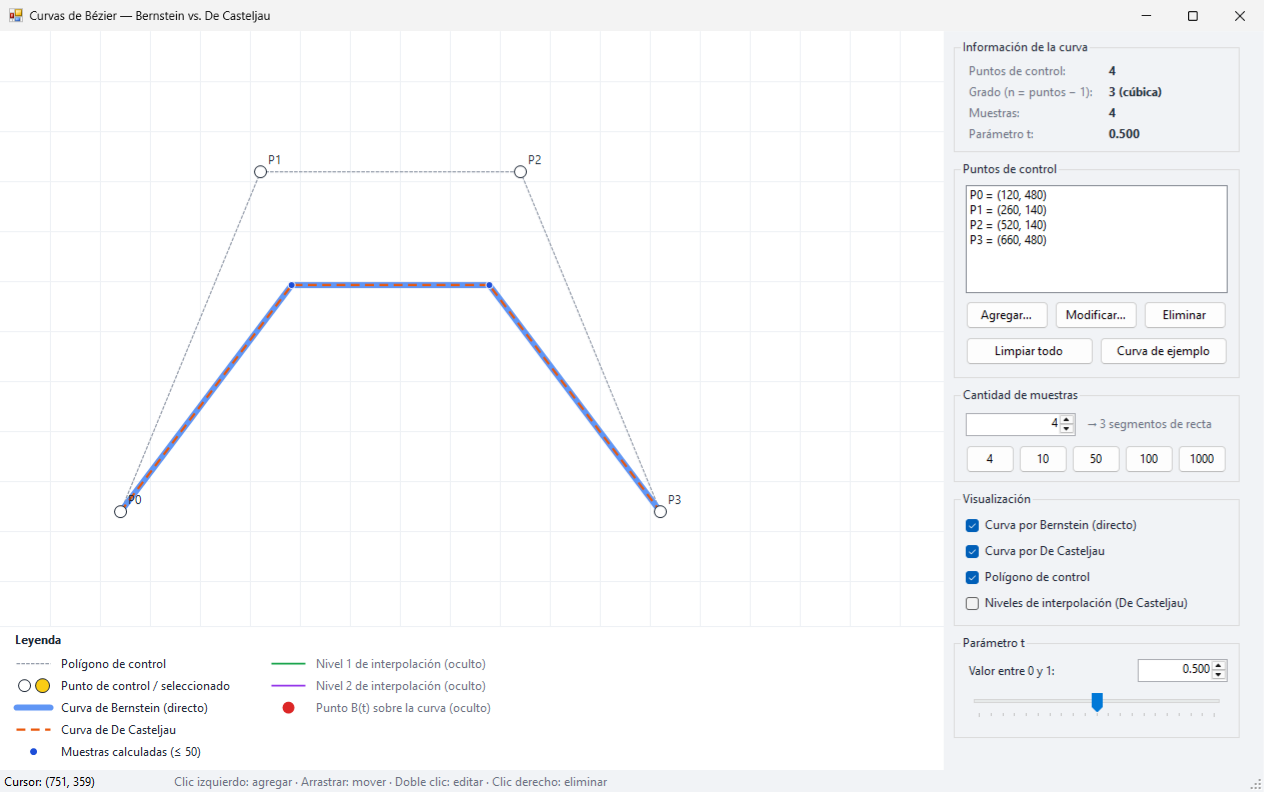 Curvas de Bézier — Bernstein vs. De Casteljau
P1
P2
P0
P3
Información de la curva
Puntos de control: 4
Grado (n = puntos − 1): 3 (cúbica)
Muestras: 4
Parámetro t: 0.500
Puntos de control
P0 = (120, 480)
P1 = (260, 140)
P2 = (520, 140)
P3 = (660, 480)
Agregar... Modificar... Eliminar
Limpiar todo Curva de ejemplo
Cantidad de muestras
4 → 3 segmentos de recta
4 10 50 100 1000
Visualización
Curva por Bernstein (directo)
Curva por De Casteljau
Polígono de control
Niveles de interpolación (De Casteljau)
Parámetro t
Valor entre 0 y 1: 0.500
Leyenda
Polígono de control
Punto de control / seleccionado
Curva de Bernstein (directo)
Curva de De Casteljau
Muestras calculadas (≤ 50)
Nivel 1 de interpolación (oculto)
Nivel 2 de interpolación (oculto)
Punto B(t) sobre la curva (oculto)
Cursor: (751, 359) Clic izquierdo: agregar · Arrastrar: mover · Doble clic: editar · Clic derecho: eliminar